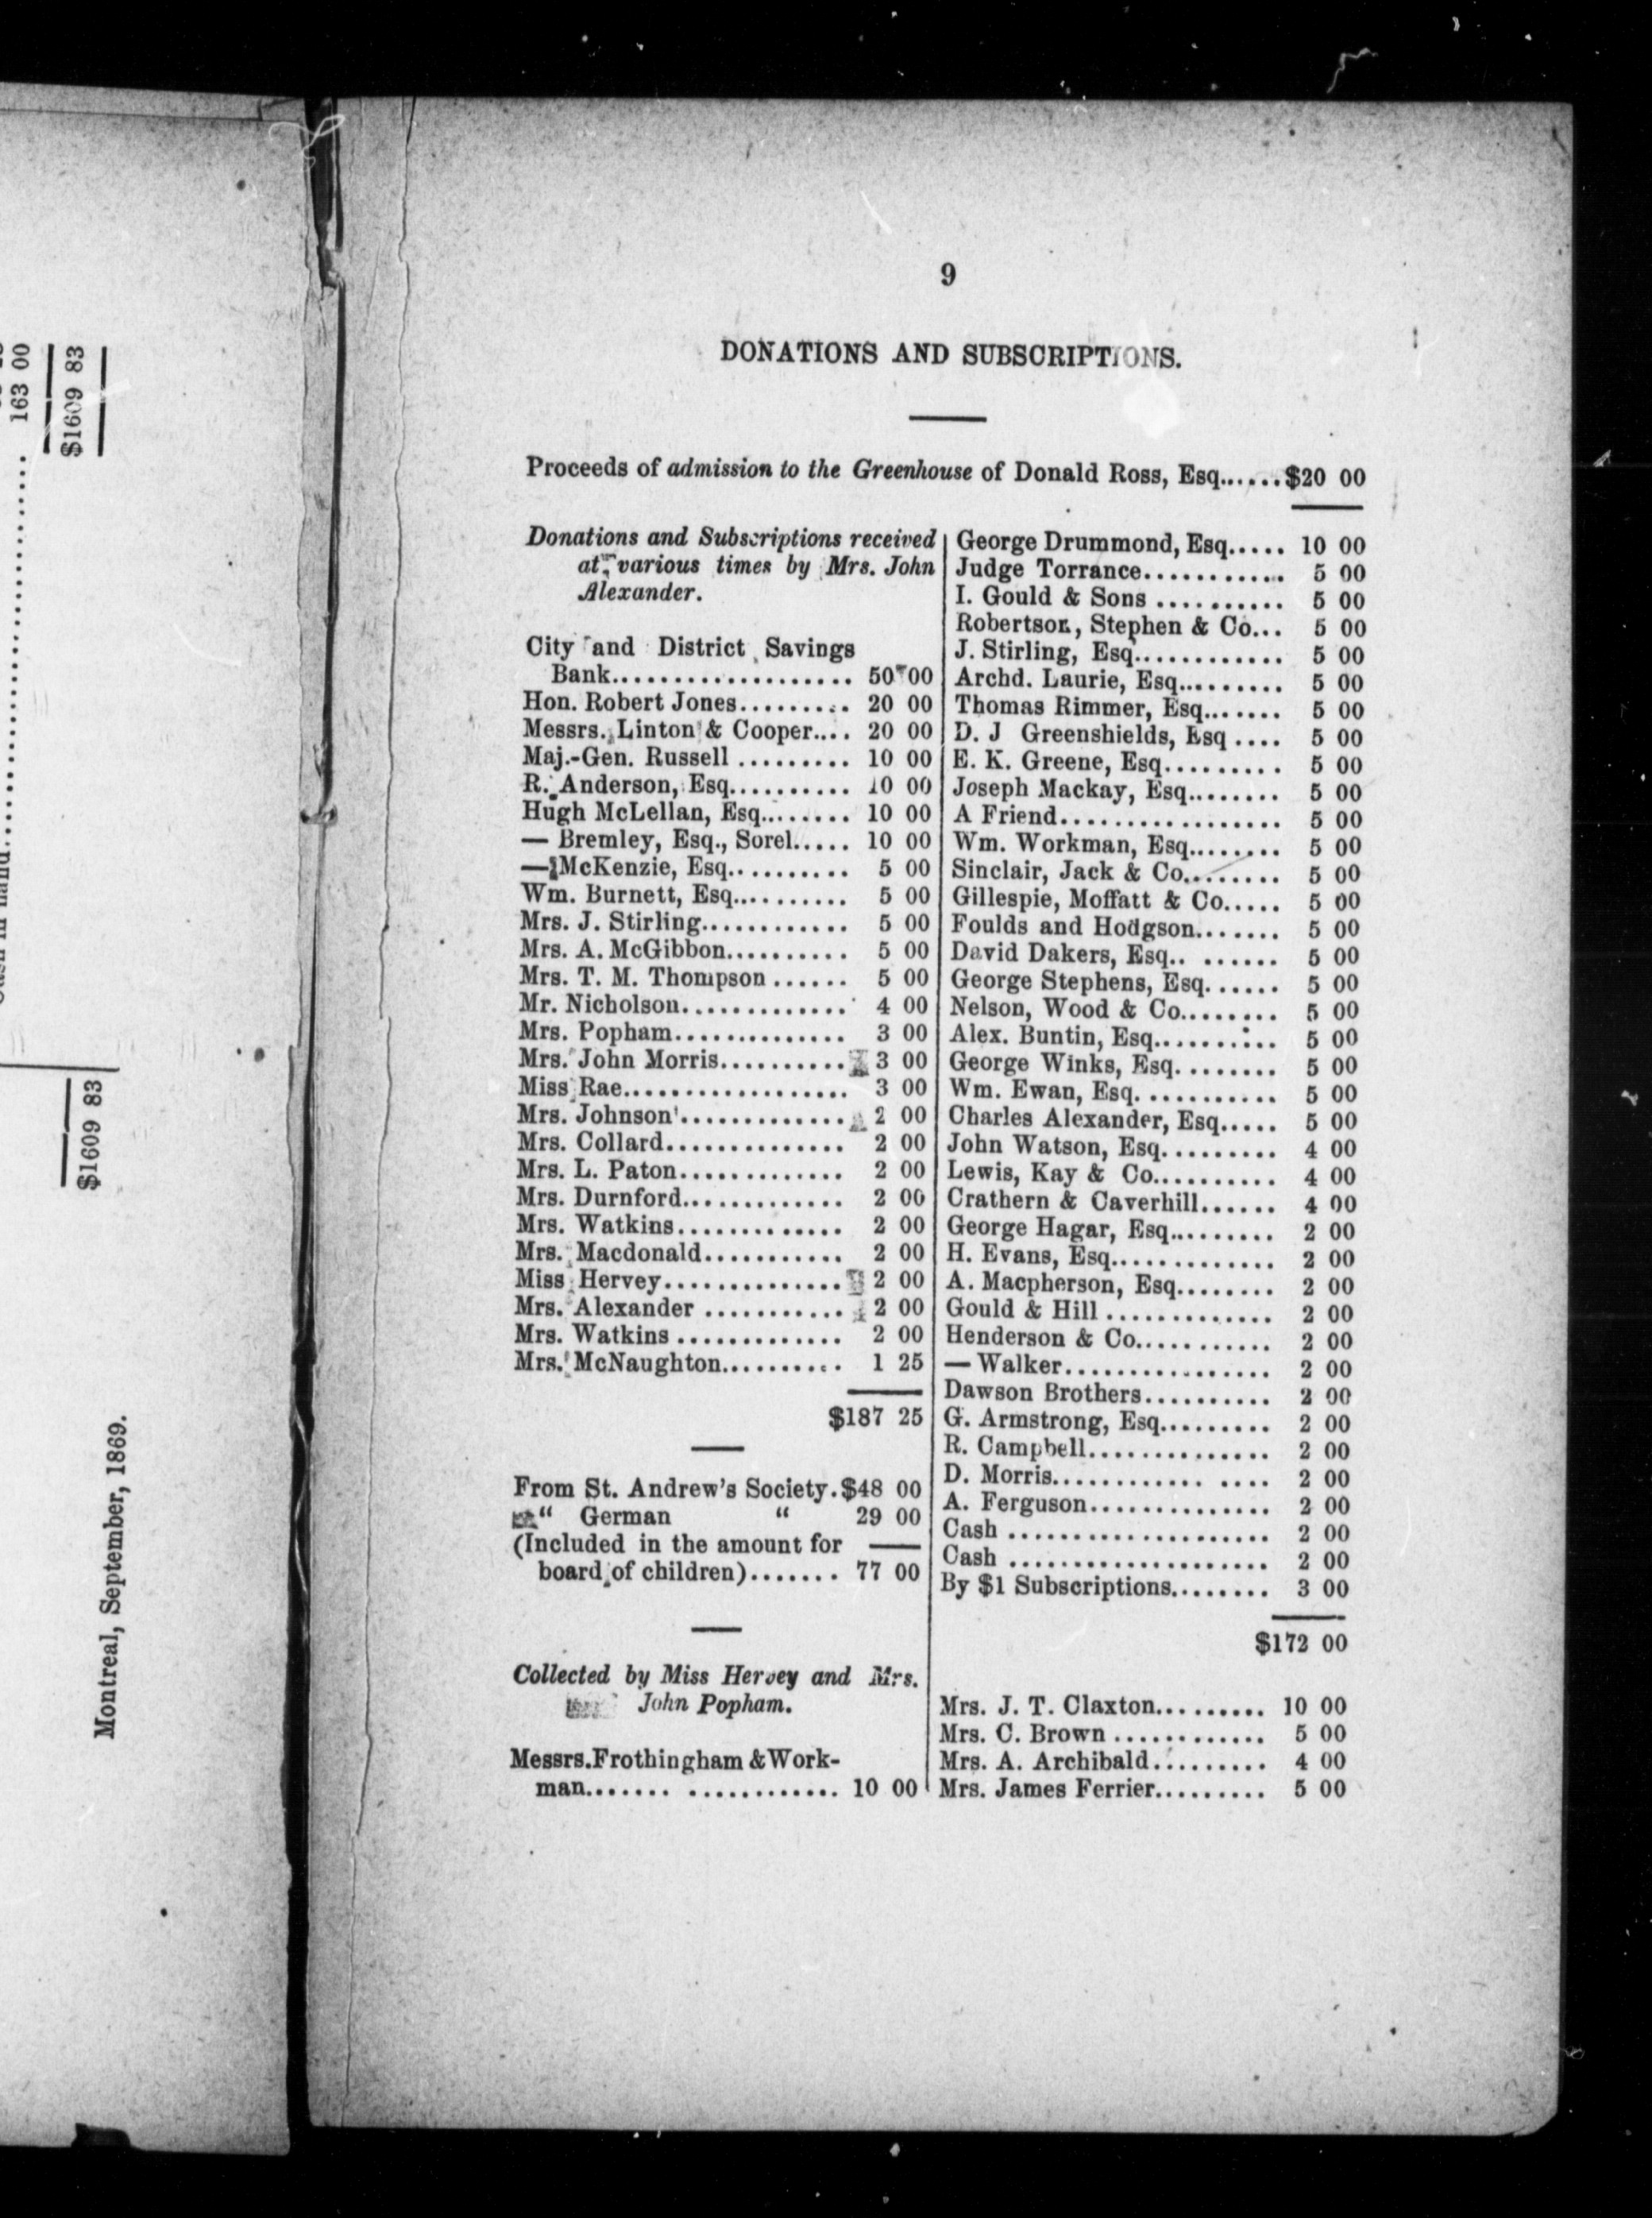 163 00
$1609 83
$1609 83
Montreal, September, 1869.
9
DONATIONS AND SUBSCRIPTIONS.
Proceeds of admission to the Greenhouse of Donald Ross, Esq......$20 00
Donations and Subscriptions received
at various times by Mrs. John
Alexander.
City and District Savings
Bank................... 50 00
Hon. Robert Jones......... 20 00
Messrs. Linton & Cooper.... 20 00
Maj.-Gen. Russell ......... 10 00
R. Anderson, Esq.......... 10 00
Hugh McLellan, Esq........ 10 00
— Bremley, Esq., Sorel..... 10 00
— McKenzie, Esq.......... 5 00
Wm. Burnett, Esq.......... 5 00
Mrs. J. Stirling............ 5 00
Mrs. A. McGibbon.......... 5 00
Mrs. T. M. Thompson ...... 5 00
Mr. Nicholson............. 4 00
Mrs. Popham.............. 3 00
Mrs. John Morris.......... 3 00
Miss Rae.................. 3 00
Mrs. Johnson.............. 2 00
Mrs. Collard............... 2 00
Mrs. L. Paton.............. 2 00
Mrs. Durnford............. 2 00
Mrs. Watkins.............. 2 00
Mrs. Macdonald........... 2 00
Miss Hervey............... 2 00
Mrs. Alexander ........... 2 00
Mrs. Watkins ............. 2 00
Mrs. McNaughton.......... 1 25
$187 25
From St. Andrew's Society.$48 00
" German " 29 00
(Included in the amount for
board of children)....... 77 00
Collected by Miss Hervey and Mrs.
John Popham.
Messrs.Frothingham & Work-
man....... ............ 10 00
George Drummond, Esq..... 10 00
Judge Torrance........... 5 00
I. Gould & Sons .......... 5 00
Robertson, Stephen & Co... 5 00
J. Stirling, Esq............ 5 00
Archd. Laurie, Esq......... 5 00
Thomas Rimmer, Esq....... 5 00
D. J Greenshields, Esq .... 5 00
E. K. Greene, Esq.......... 5 00
Joseph Mackay, Esq........ 5 00
A Friend.................. 5 00
Wm. Workman, Esq........ 5 00
Sinclair, Jack & Co........ 5 00
Gillespie, Moffatt & Co..... 5 00
Foulds and Hodgson....... 5 00
David Dakers, Esq.. ...... 5 00
George Stephens, Esq...... 5 00
Nelson, Wood & Co........ 5 00
Alex. Buntin, Esq.......... 5 00
George Winks, Esq. ....... 5 00
Wm. Ewan, Esq. .......... 5 00
Charles Alexander, Esq..... 5 00
John Watson, Esq.......... 4 00
Lewis, Kay & Co.......... 4 00
Crathern & Caverhill...... 4 00
George Hagar, Esq......... 2 00
H. Evans, Esq............. 2 00
A. Macpherson, Esq........ 2 00
Gould & Hill ............. 2 00
Henderson & Co........... 2 00
— Walker................. 2 00
Dawson Brothers.......... 2 00
G. Armstrong, Esq......... 2 00
R. Campbell............... 2 00
D. Morris............ .... 2 00
A. Ferguson............... 2 00
Cash ..................... 2 00
Cash ..................... 2 00
By $1 Subscriptions........ 3 00
$172 00
Mrs. J. T. Claxton......... 10 00
Mrs. C. Brown ............ 5 00
Mrs. A. Archibald......... 4 00
Mrs. James Ferrier......... 5 00